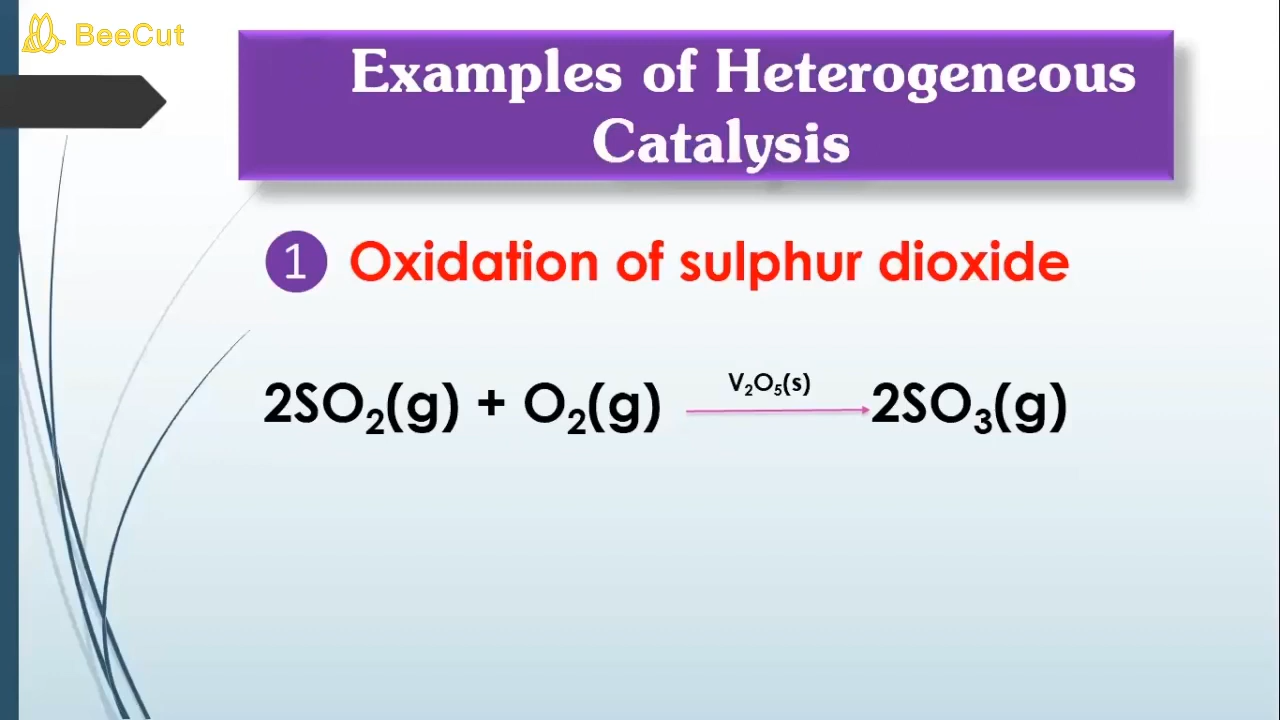 BeeCut
Examples of Heterogeneous
Catalysis
1 Oxidation of sulphur dioxide
V₂O₅(s)
2SO₂(g) + O₂(g) → 2SO₃(g)